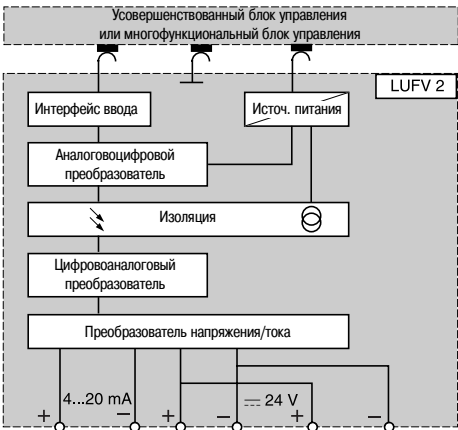 Усовершенствованный блок управления
или многофункциональный блок управления
LUFV 2
Интерфейс ввода
Источ. питания
Аналоговоцифровой
преобразователь
Изоляция
Цифровоаналоговый
преобразователь
Преобразователь напряжения/тока
4...20 mA
24 V
+ − + − + −